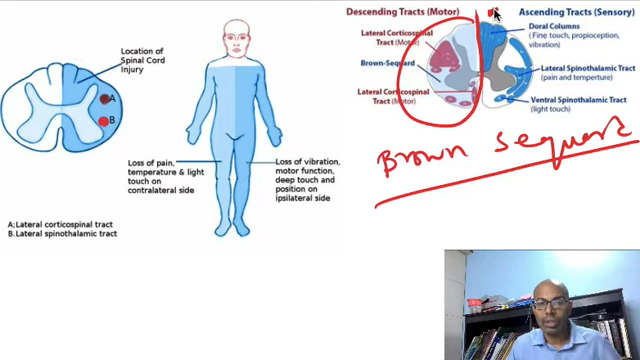 Location of
Spinal Cord
Injury
A
B
Loss of pain,
temperature & light
touch on
contralateral side
Loss of vibration,
motor function,
deep touch and
position on
ipsilateral side
A;Lateral corticospinal tract
B.Lateral spinothalamic tract
Descending Tracts (Motor)
Lateral Corticospinal
Tract (Motor)
Brown-Sequard
Lateral Corticospinal
Tract (Motor)
Ascending Tracts (Sensory)
Doral Columns
(Fine touch, propioception,
vibration)
Lateral Spinothalamic Tract
(pain and temperture)
Ventral Spinothalamic Tract
(light touch)
Brown Sequard